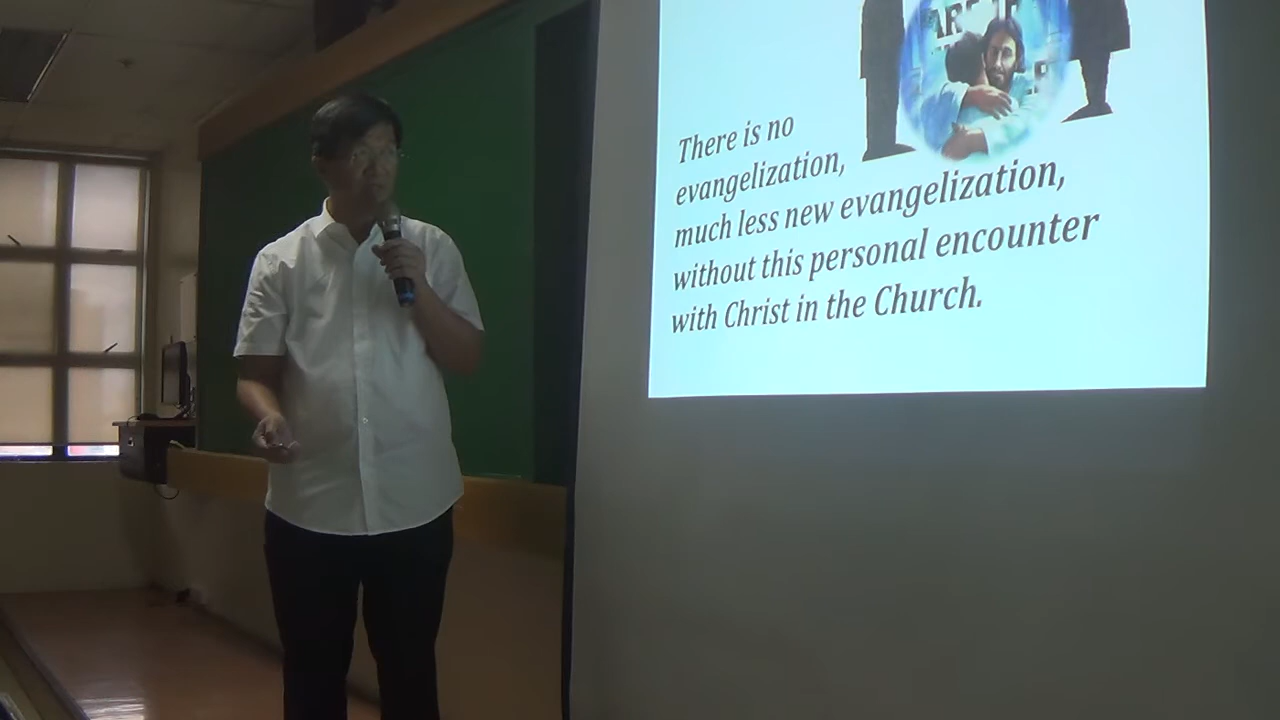 There is no
evangelization,
much less new evangelization,
without this personal encounter
with Christ in the Church.